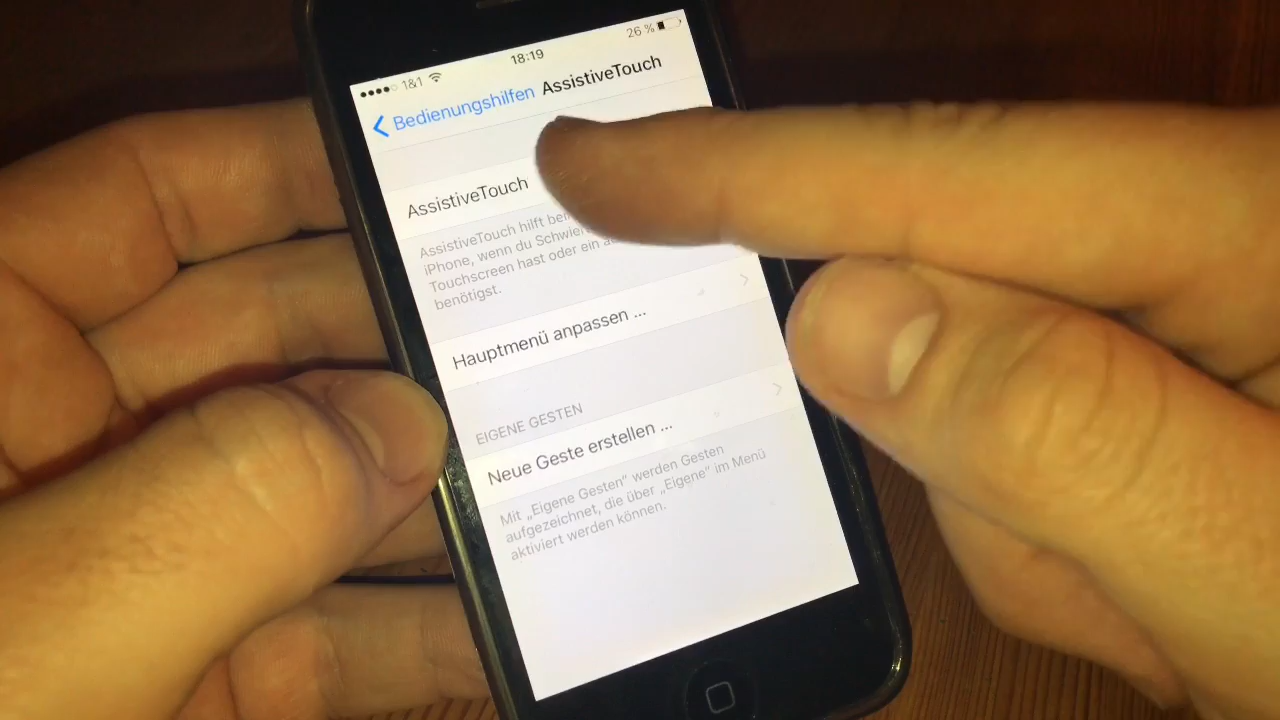 1&1 18:19 26 %
Bedienungshilfen AssistiveTouch
AssistiveTouch
AssistiveTouch hilft
iPhone, wenn du
Touchscreen hast oder ein
benötigst.
Hauptmenü anpassen ...
EIGENE GESTEN
Neue Geste erstellen ...
Mit „Eigene Gesten“ werden Gesten
aufgezeichnet, die über „Eigene“ im Menü
aktiviert werden können.